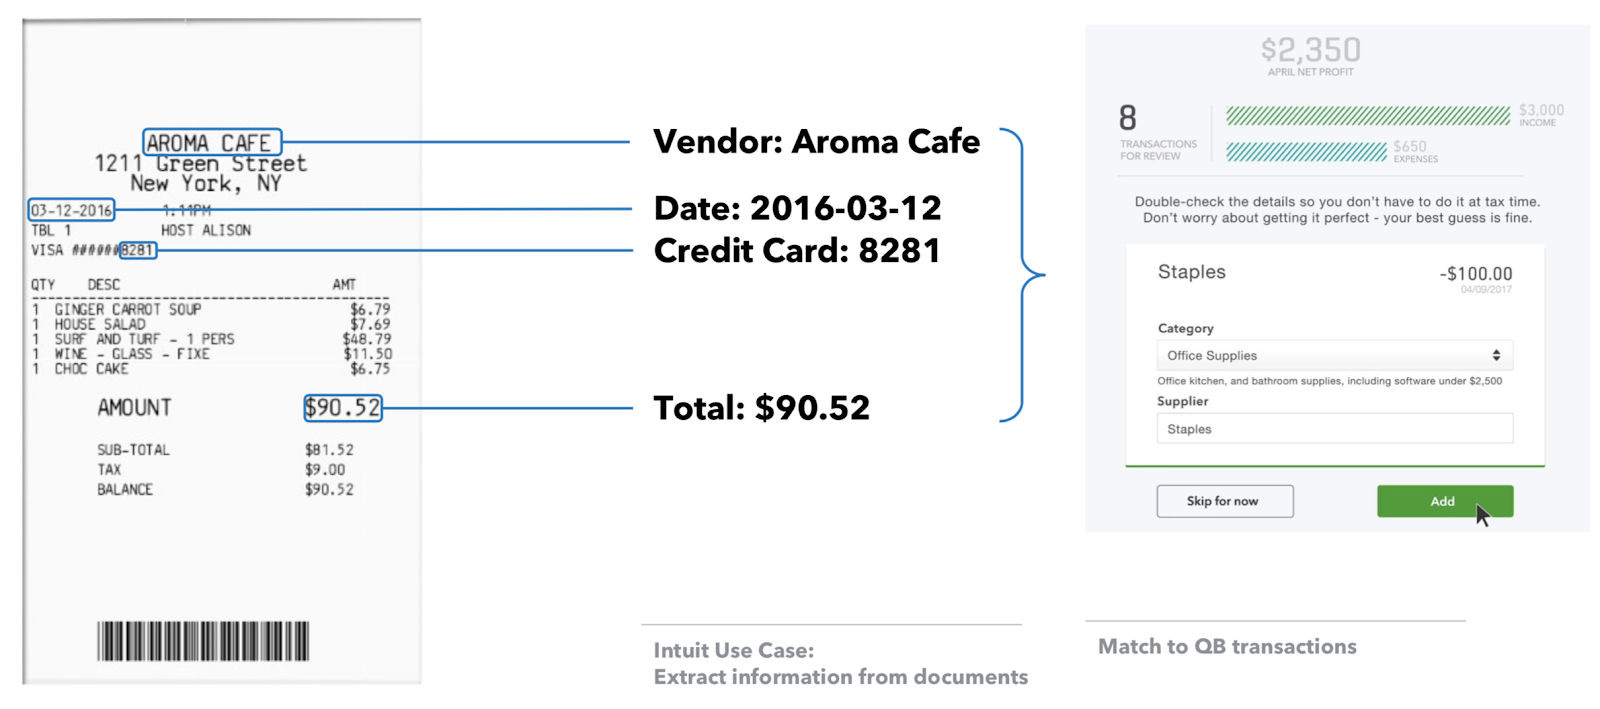 AROMA CAFE
1211 Green Street
New York, NY
03-12-2016 1:11PM
TBL 1 HOST ALISON
VISA ######8281
QTY DESC AMT
1 GINGER CARROT SOUP $6.79
1 HOUSE SALAD $7.69
1 SURF AND TURF - 1 PERS $48.79
1 WINE - GLASS - FIXE $11.50
1 CHOC CAKE $6.75
AMOUNT $90.52
SUB-TOTAL $81.52
TAX $9.00
BALANCE $90.52
Vendor: Aroma Cafe
Date: 2016-03-12
Credit Card: 8281
Total: $90.52
Intuit Use Case:
Extract information from documents
$2,350
APRIL NET PROFIT
8
TRANSACTIONS
FOR REVIEW
$3,000
INCOME
$650
EXPENSES
Double-check the details so you don't have to do it at tax time.
Don't worry about getting it perfect - your best guess is fine.
Staples -$100.00
04/09/2017
Category
Office Supplies
Office kitchen, and bathroom supplies, including software under $2,500
Supplier
Staples
Skip for now Add
Match to QB transactions